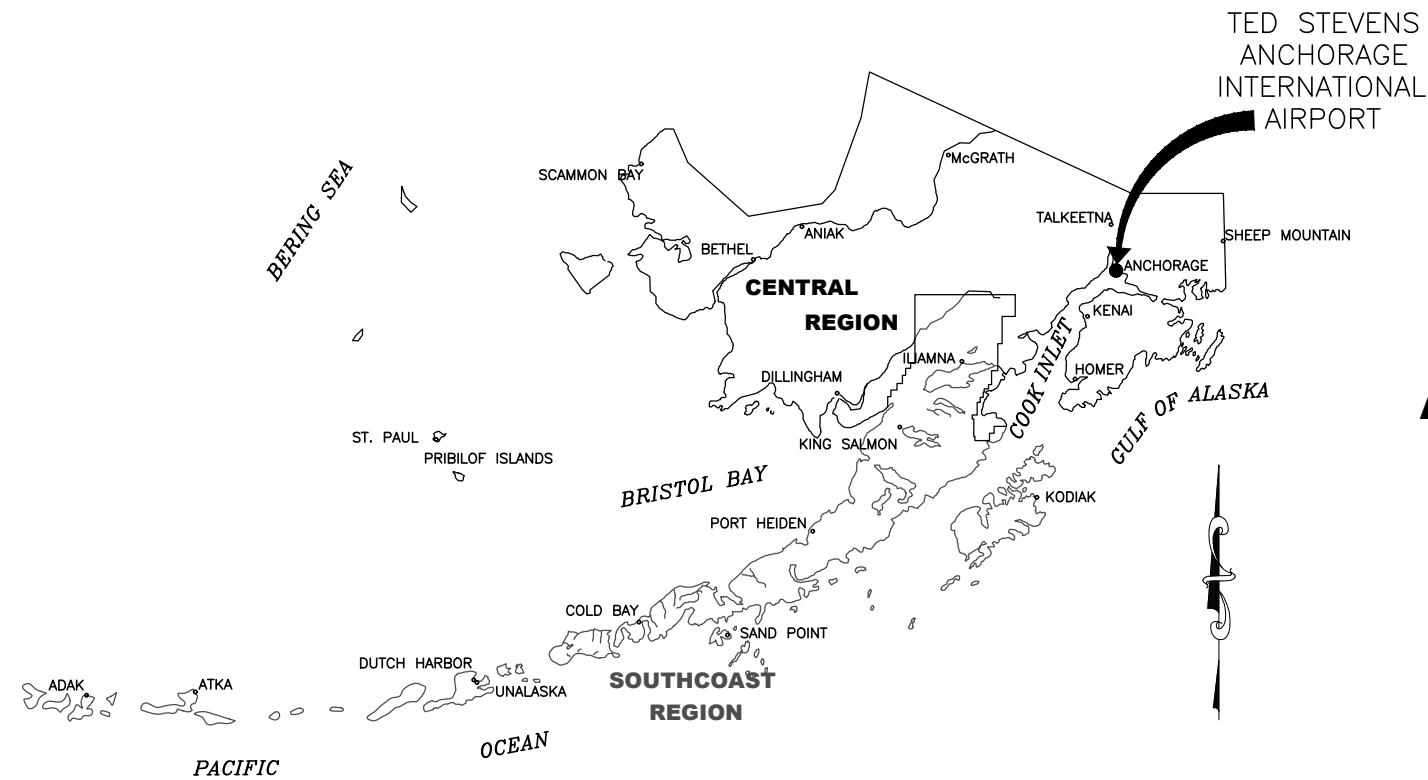 TED STEVENS
ANCHORAGE
INTERNATIONAL
AIRPORT
McGRATH
SCAMMON BAY
BERING SEA
TALKEETNA
ANIAK
SHEEP MOUNTAIN
BETHEL
ANCHORAGE
CENTRAL
REGION
KENAI
ILIAMNA
HOMER
DILLINGHAM
COOK INLET
GULF OF ALASKA
ST. PAUL
PRIBILOF ISLANDS
KING SALMON
BRISTOL BAY
KODIAK
PORT HEIDEN
COLD BAY
SAND POINT
DUTCH HARBOR
UNALASKA
SOUTHCOAST
REGION
ADAK
ATKA
OCEAN
PACIFIC